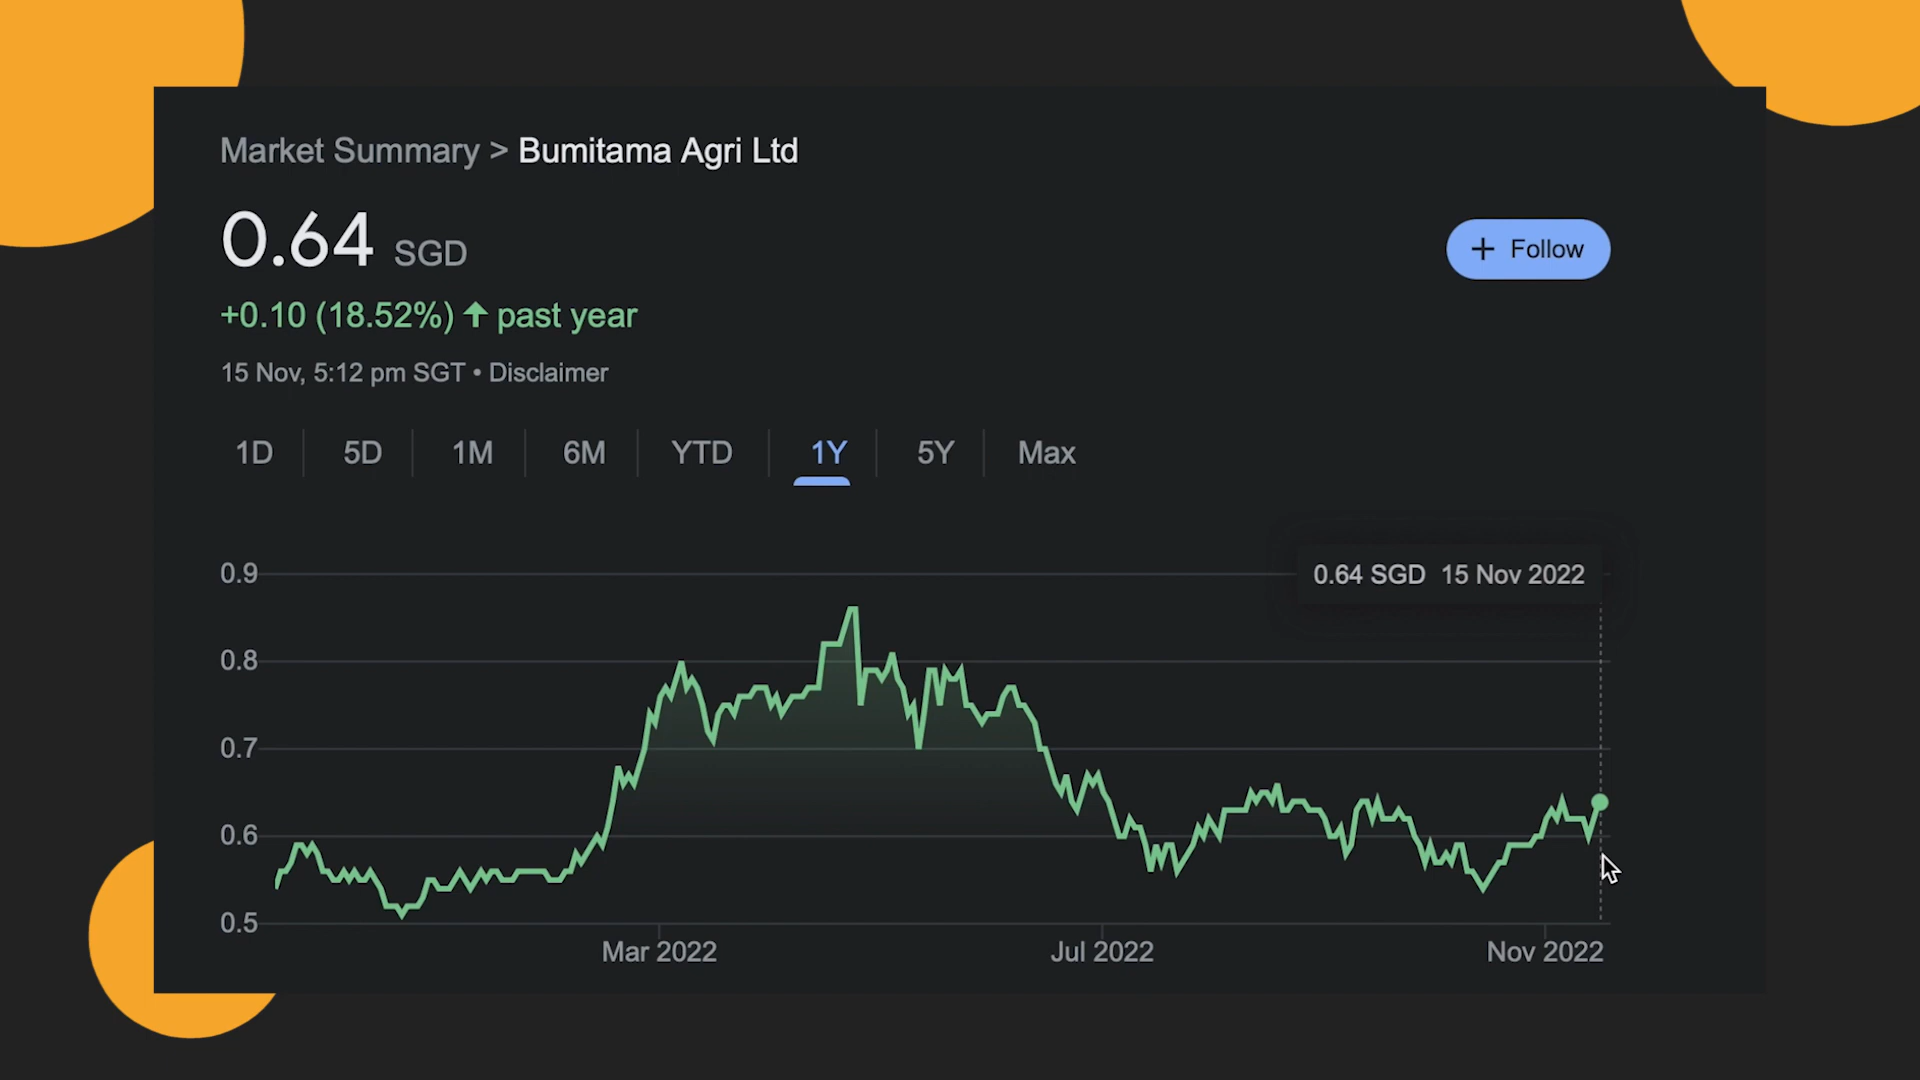 Market Summary > Bumitama Agri Ltd
0.64 SGD
+ Follow
+0.10 (18.52%) ↑ past year
15 Nov, 5:12 pm SGT • Disclaimer
1D 5D 1M 6M YTD 1Y 5Y Max
0.64 SGD 15 Nov 2022
0.9
0.8
0.7
0.6
0.5
Mar 2022 Jul 2022 Nov 2022